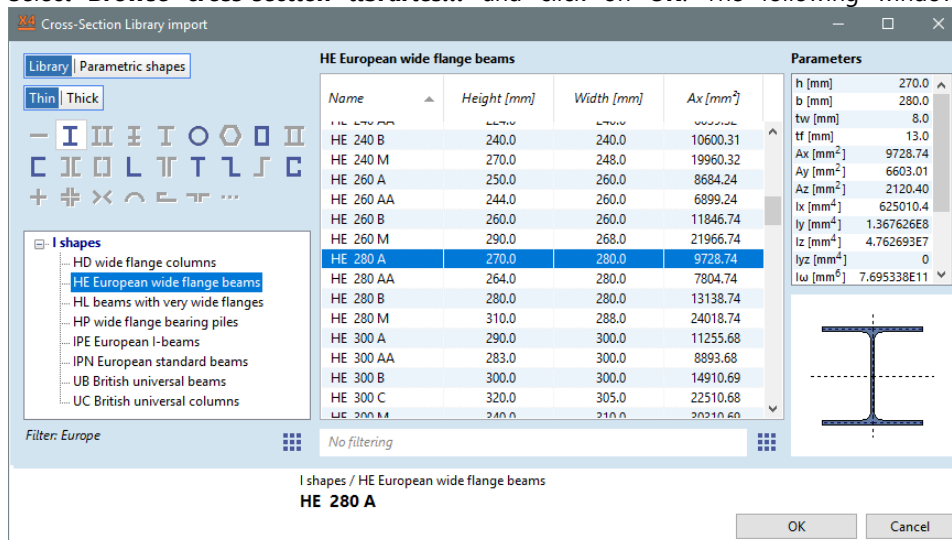 Cross-Section Library import
Library Parametric shapes
Thin Thick
I shapes
HD wide flange columns
HE European wide flange beams
HL beams with very wide flanges
HP wide flange bearing piles
IPE European I-beams
IPN European standard beams
UB British universal beams
UC British universal columns
Filter: Europe
HE European wide flange beams
Name Height [mm] Width [mm] Ax [mm²]
HE 240 B 240.0 240.0 10600.31
HE 240 M 270.0 248.0 19960.32
HE 260 A 250.0 260.0 8684.24
HE 260 AA 244.0 260.0 6899.24
HE 260 B 260.0 260.0 11846.74
HE 260 M 290.0 268.0 21966.74
HE 280 A 270.0 280.0 9728.74
HE 280 AA 264.0 280.0 7804.74
HE 280 B 280.0 280.0 13138.74
HE 280 M 310.0 288.0 24018.74
HE 300 A 290.0 300.0 11255.68
HE 300 AA 283.0 300.0 8893.68
HE 300 B 300.0 300.0 14910.69
HE 300 C 320.0 305.0 22510.68
HE 300 M 340.0 310.0 30310.69
No filtering
Parameters
h [mm] 270.0
b [mm] 280.0
tw [mm] 8.0
tf [mm] 13.0
Ax [mm²] 9728.74
Ay [mm²] 6603.01
Az [mm²] 2120.40
Ix [mm⁴] 625010.4
Iy [mm⁴] 1.367626E8
Iz [mm⁴] 4.762693E7
Iyz [mm⁴] 0
Iω [mm⁶] 7.695338E11
I shapes / HE European wide flange beams
HE 280 A
OK Cancel